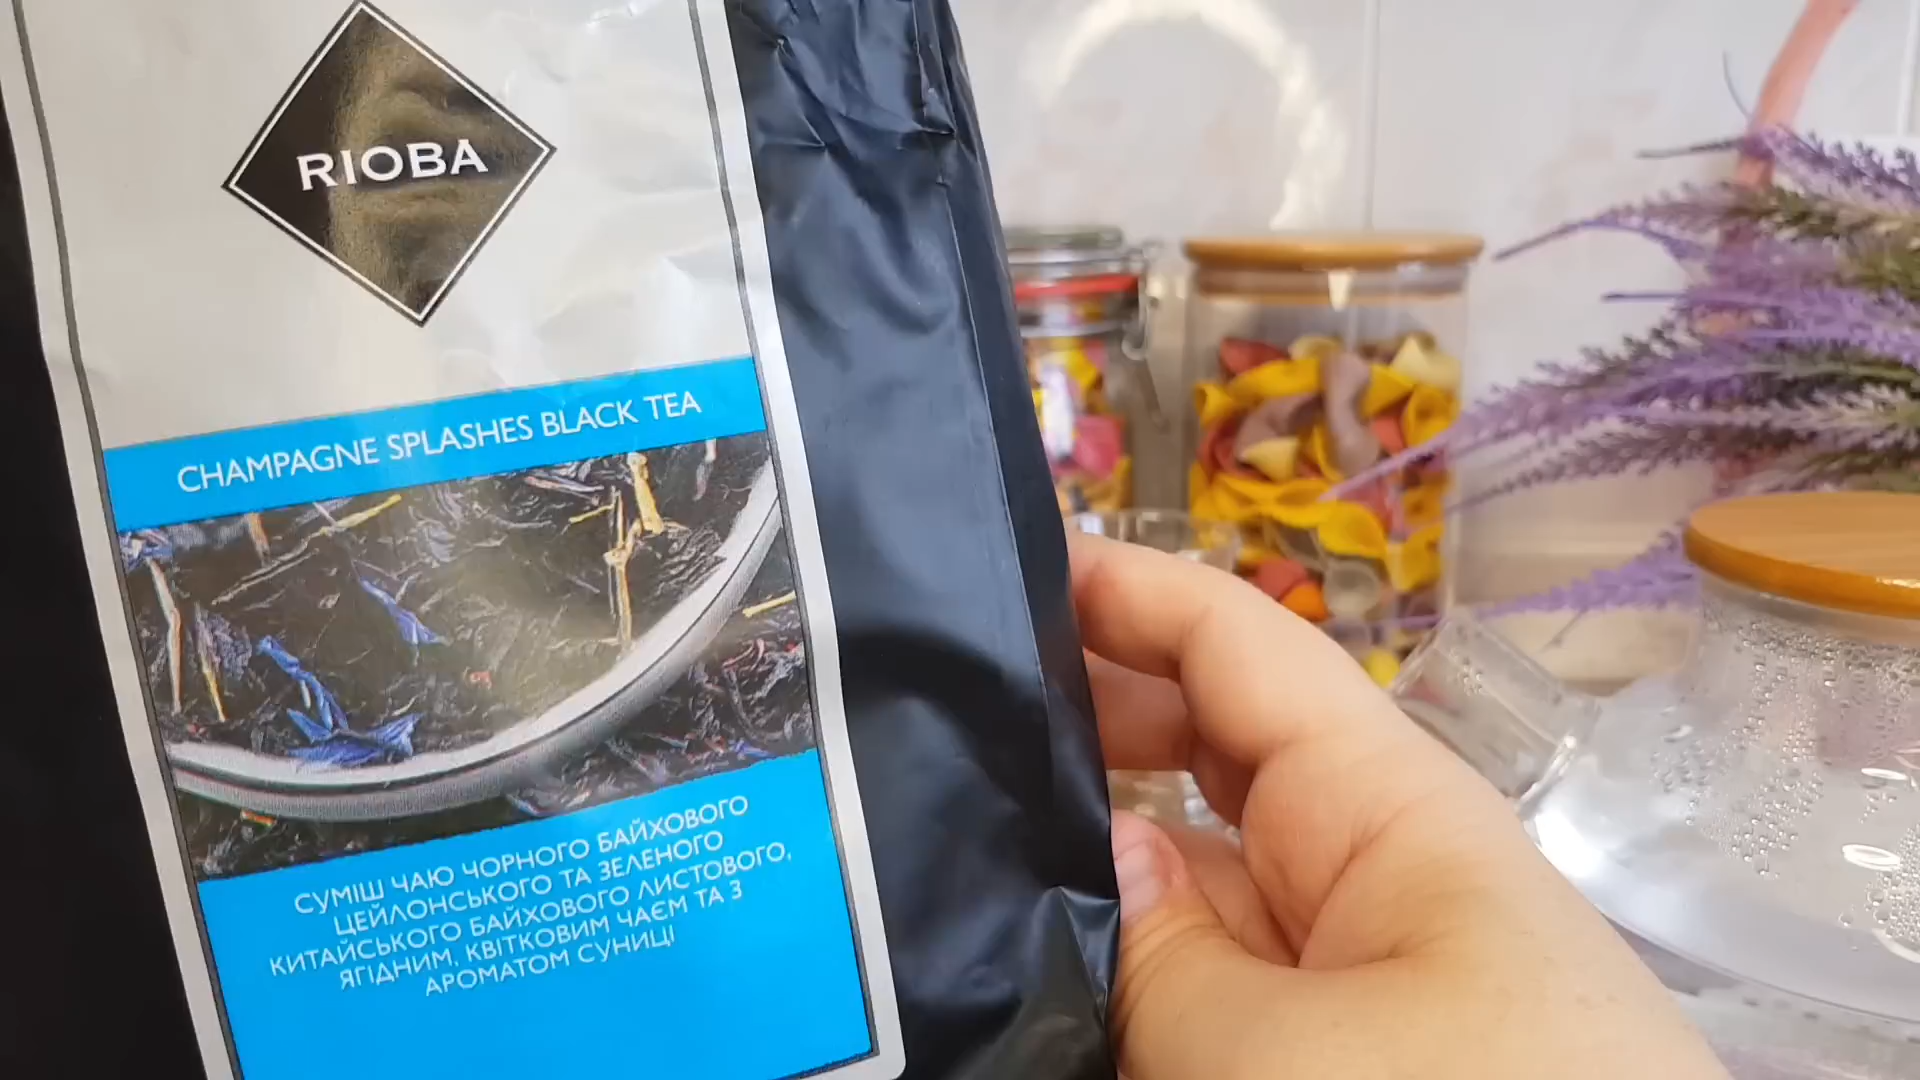 RIOBA
CHAMPAGNE SPLASHES BLACK TEA
СУМІШ ЧАЮ ЧОРНОГО БАЙХОВОГО
ЦЕЙЛОНСЬКОГО ТА ЗЕЛЕНОГО
КИТАЙСЬКОГО БАЙХОВОГО ЛИСТОВОГО,
ЯГІДНИМ, КВІТКОВИМ ЧАЄМ ТА З
АРОМАТОМ СУНИЦІ